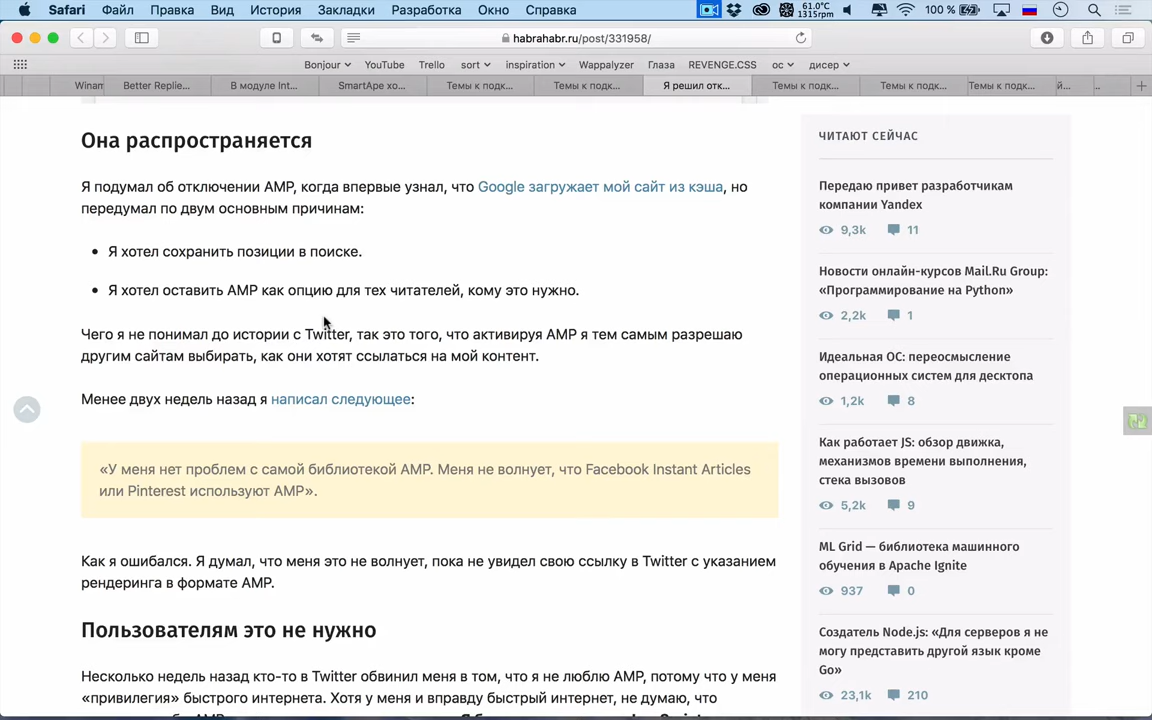 Safari Файл Правка Вид История Закладки Разработка Окно Справка 61.0°C 1315rpm 100 %
habrahabr.ru/post/331958/
Bonjour YouTube Trello sort inspiration Wappalyzer Глаза REVENGE.CSS ос дисер
Winam Better Replie... В модуле Int... SmartApe хо... Темы к подк... Темы к подк... Я решил отк... Темы к подк... Темы к подк... Темы к подк... й... ..
Она распространяется
Я подумал об отключении AMP, когда впервые узнал, что Google загружает мой сайт из кэша, но
передумал по двум основным причинам:
• Я хотел сохранить позиции в поиске.
• Я хотел оставить AMP как опцию для тех читателей, кому это нужно.
Чего я не понимал до истории с Twitter, так это того, что активируя AMP я тем самым разрешаю
другим сайтам выбирать, как они хотят ссылаться на мой контент.
Менее двух недель назад я написал следующее:
«У меня нет проблем с самой библиотекой AMP. Меня не волнует, что Facebook Instant Articles
или Pinterest используют AMP».
Как я ошибался. Я думал, что меня это не волнует, пока не увидел свою ссылку в Twitter с указанием
рендеринга в формате AMP.
Пользователям это не нужно
Несколько недель назад кто-то в Twitter обвинил меня в том, что я не люблю AMP, потому что у меня
«привилегия» быстрого интернета. Хотя у меня и вправду быстрый интернет, не думаю, что
ЧИТАЮТ СЕЙЧАС
Передаю привет разработчикам
компании Yandex
9,3k 11
Новости онлайн-курсов Mail.Ru Group:
«Программирование на Python»
2,2k 1
Идеальная ОС: переосмысление
операционных систем для десктопа
1,2k 8
Как работает JS: обзор движка,
механизмов времени выполнения,
стека вызовов
5,2k 9
ML Grid — библиотека машинного
обучения в Apache Ignite
937 0
Создатель Node.js: «Для серверов я не
могу представить другой язык кроме
Go»
23,1k 210